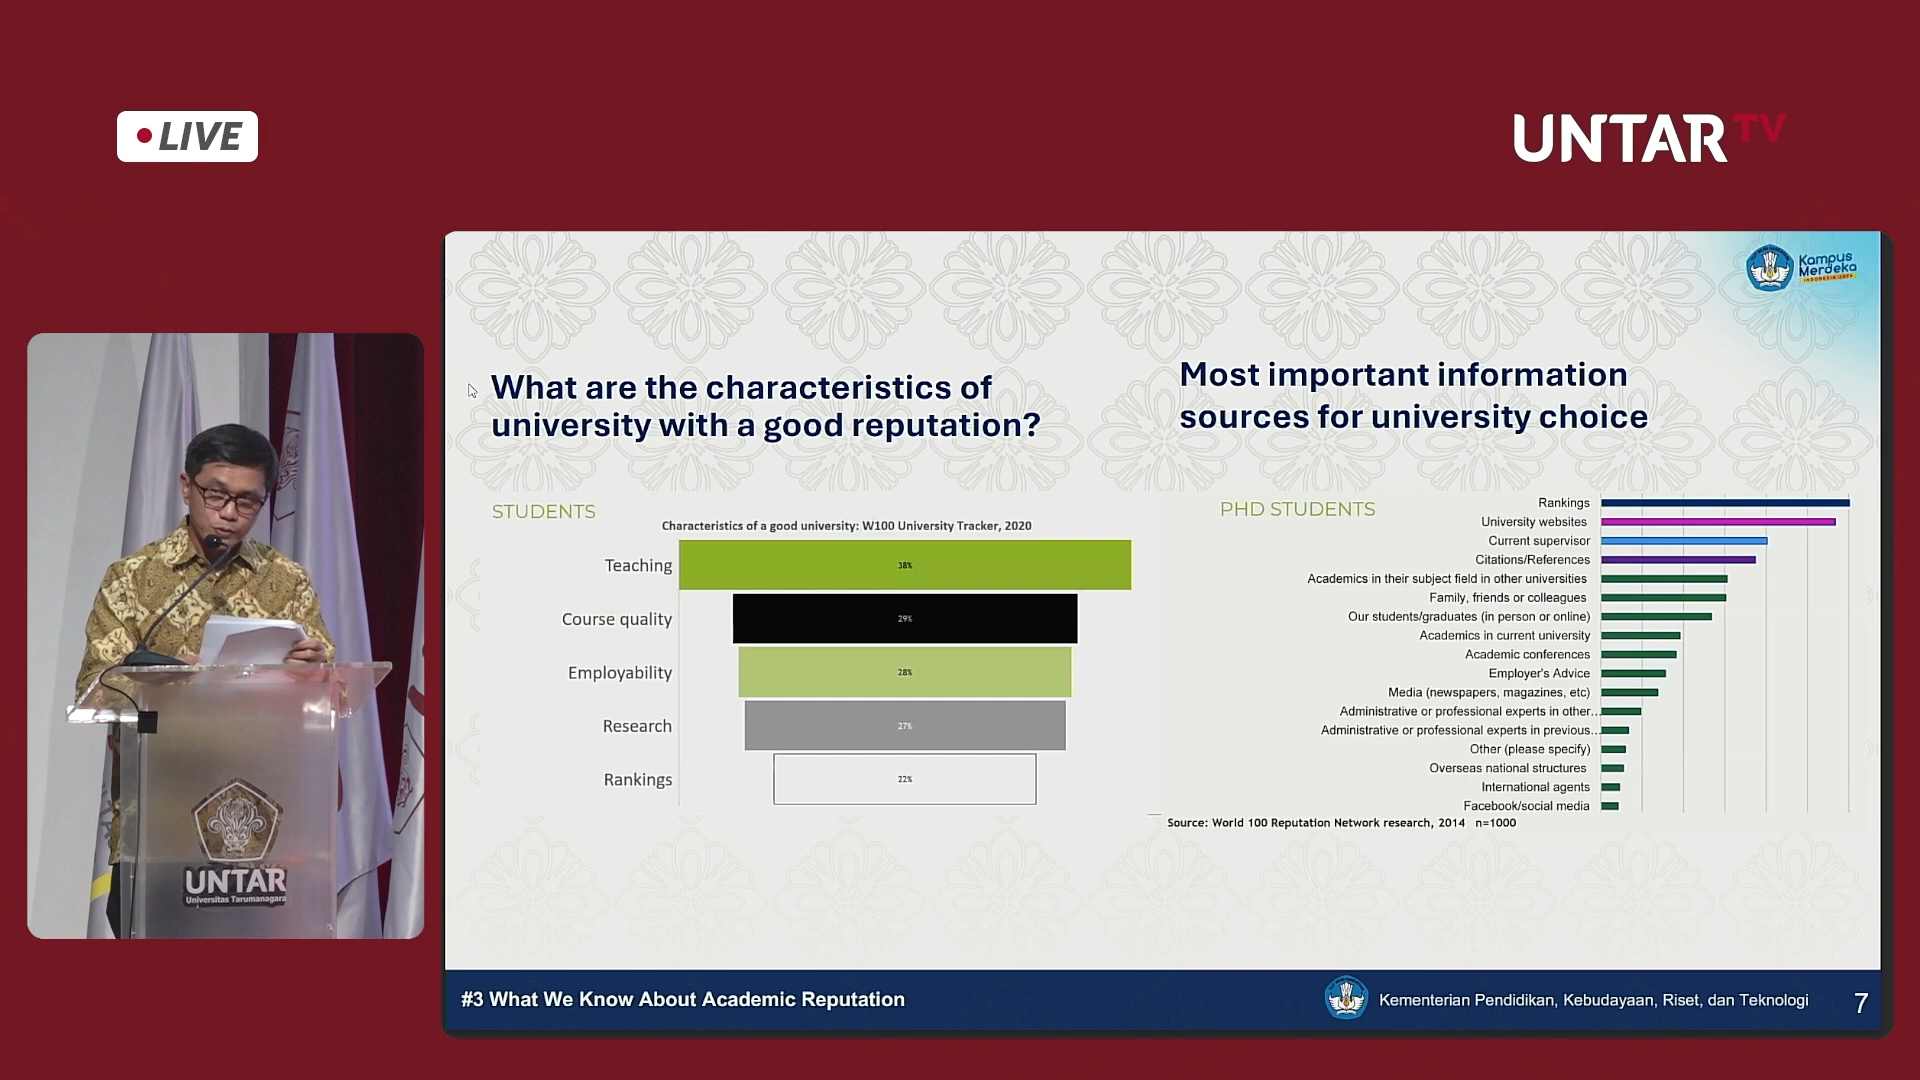 LIVE
UNTAR TV
Kampus
Merdeka
INDONESIA JAYA
What are the characteristics of
university with a good reputation?
Most important information
sources for university choice
STUDENTS
Characteristics of a good university: W100 University Tracker, 2020
Teaching 38%
Course quality 29%
Employability 28%
Research 27%
Rankings 22%
PHD STUDENTS
Rankings
University websites
Current supervisor
Citations/References
Academics in their subject field in other universities
Family, friends or colleagues
Our students/graduates (in person or online)
Academics in current university
Academic conferences
Employer's Advice
Media (newspapers, magazines, etc)
Administrative or professional experts in other...
Administrative or professional experts in previous...
Other (please specify)
Overseas national structures
International agents
Facebook/social media
Source: World 100 Reputation Network research, 2014 n=1000
UNTAR
Universitas Tarumanagara
#3 What We Know About Academic Reputation
Kementerian Pendidikan, Kebudayaan, Riset, dan Teknologi
7